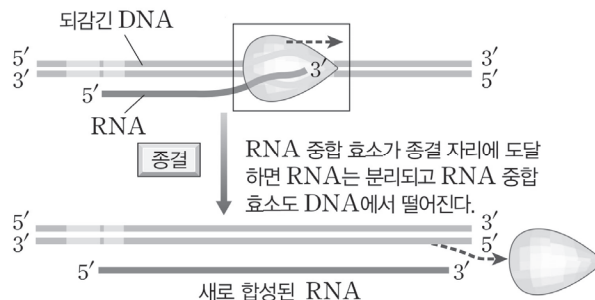 되감긴 DNA
5′ 3′
3′ 5′
3′
5′
RNA
종결
RNA 중합 효소가 종결 자리에 도달
하면 RNA는 분리되고 RNA 중합
효소도 DNA에서 떨어진다.
5′ 3′
3′ 5′
5′ 3′
새로 합성된 RNA